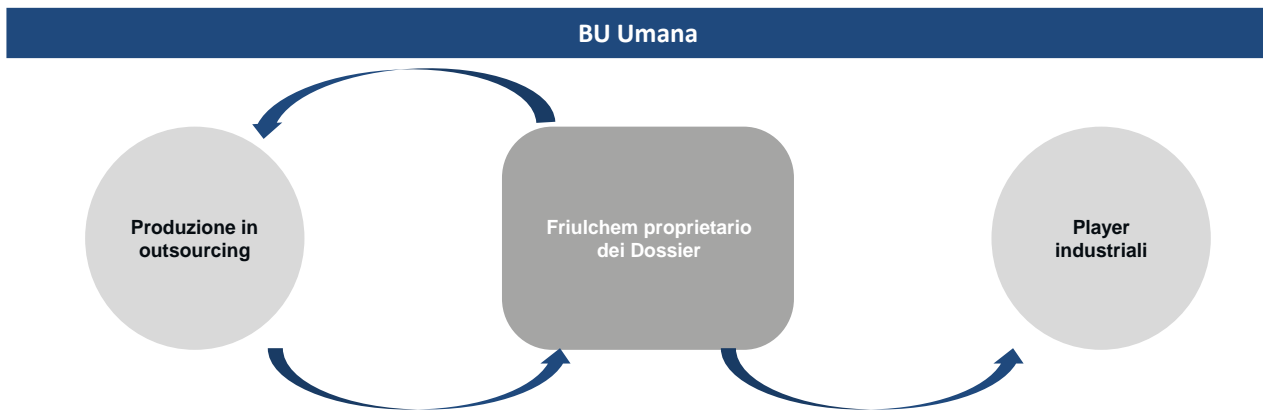 BU Umana
Produzione in
outsourcing
Friulchem proprietario
dei Dossier
Player
industriali